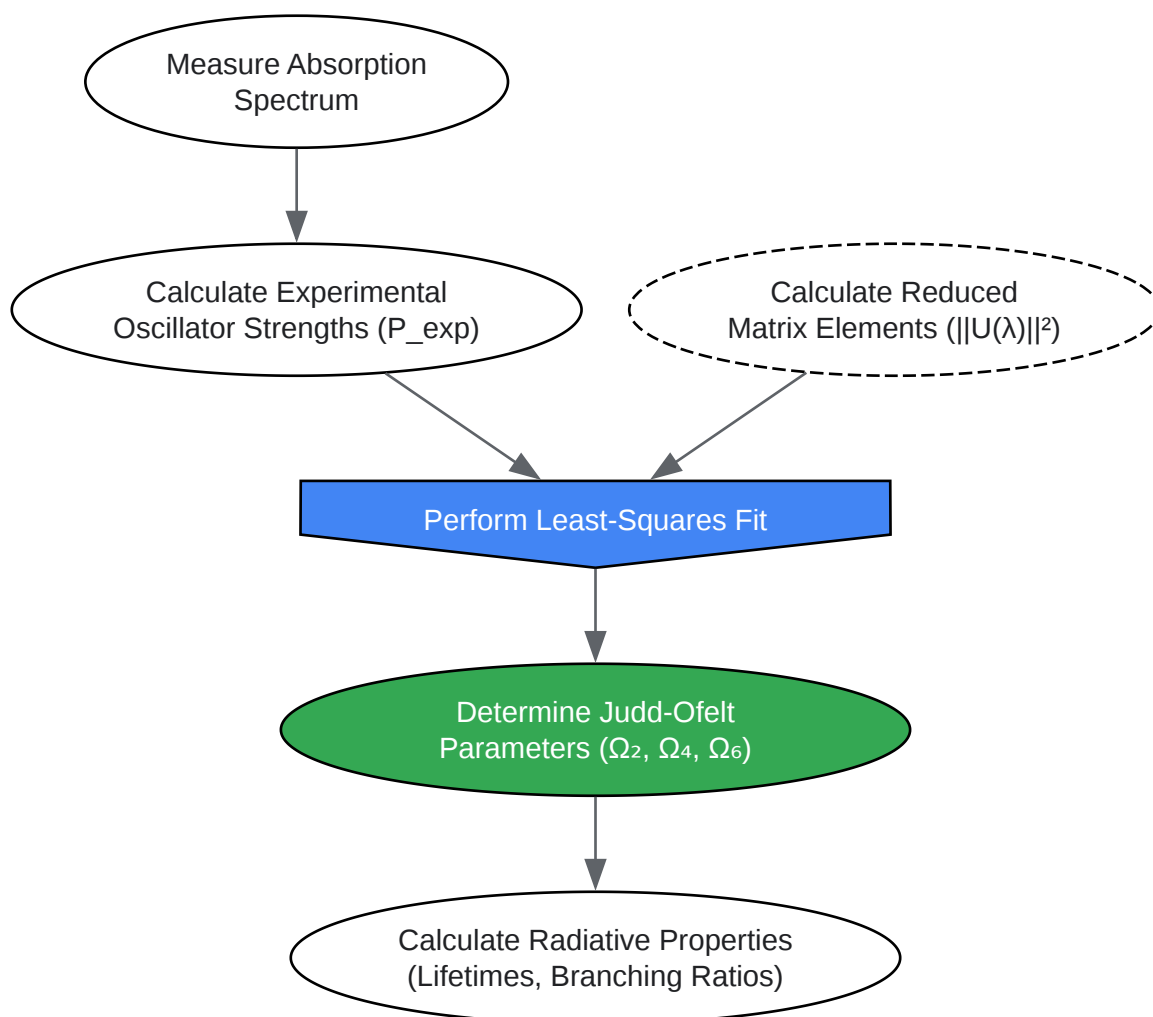 Measure Absorption
Spectrum
Calculate Experimental
Oscillator Strengths (P_exp)
Calculate Reduced
Matrix Elements (||U(λ)||²)
Perform Least-Squares Fit
Determine Judd-Ofelt
Parameters (Ω₂, Ω₄, Ω₆)
Calculate Radiative Properties
(Lifetimes, Branching Ratios)